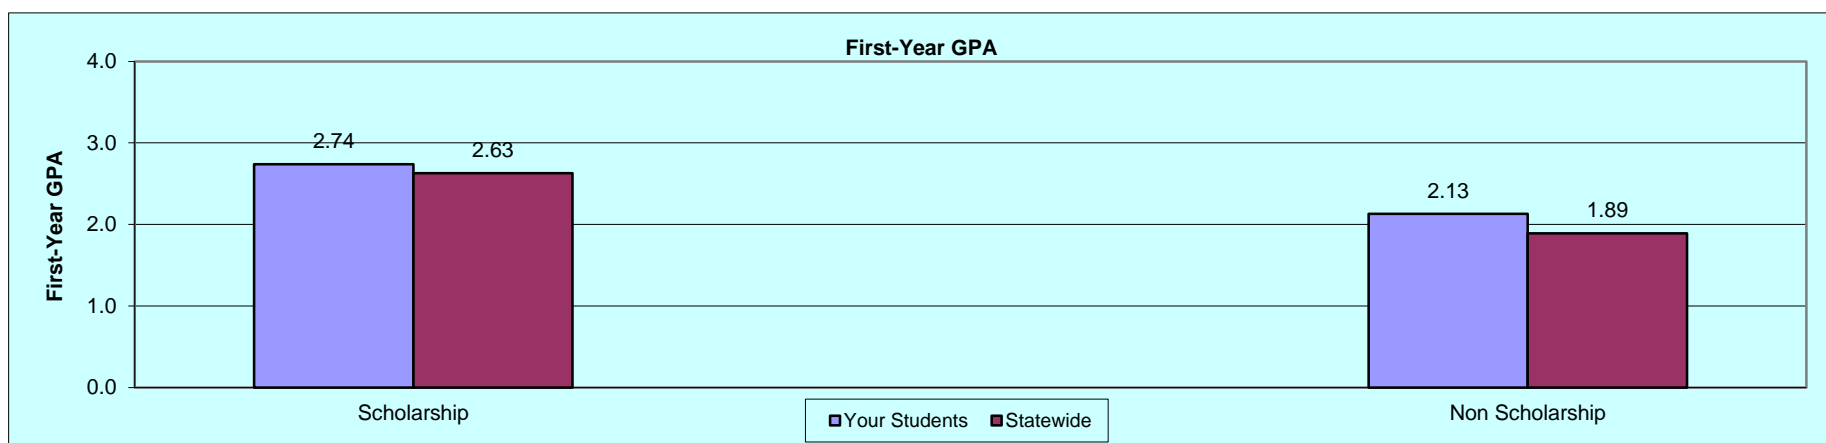 First-Year GPA
First-Year GPA
4.0
3.0
2.0
1.0
0.0
2.74
2.63
2.13
1.89
Scholarship
Non Scholarship
Your Students
Statewide